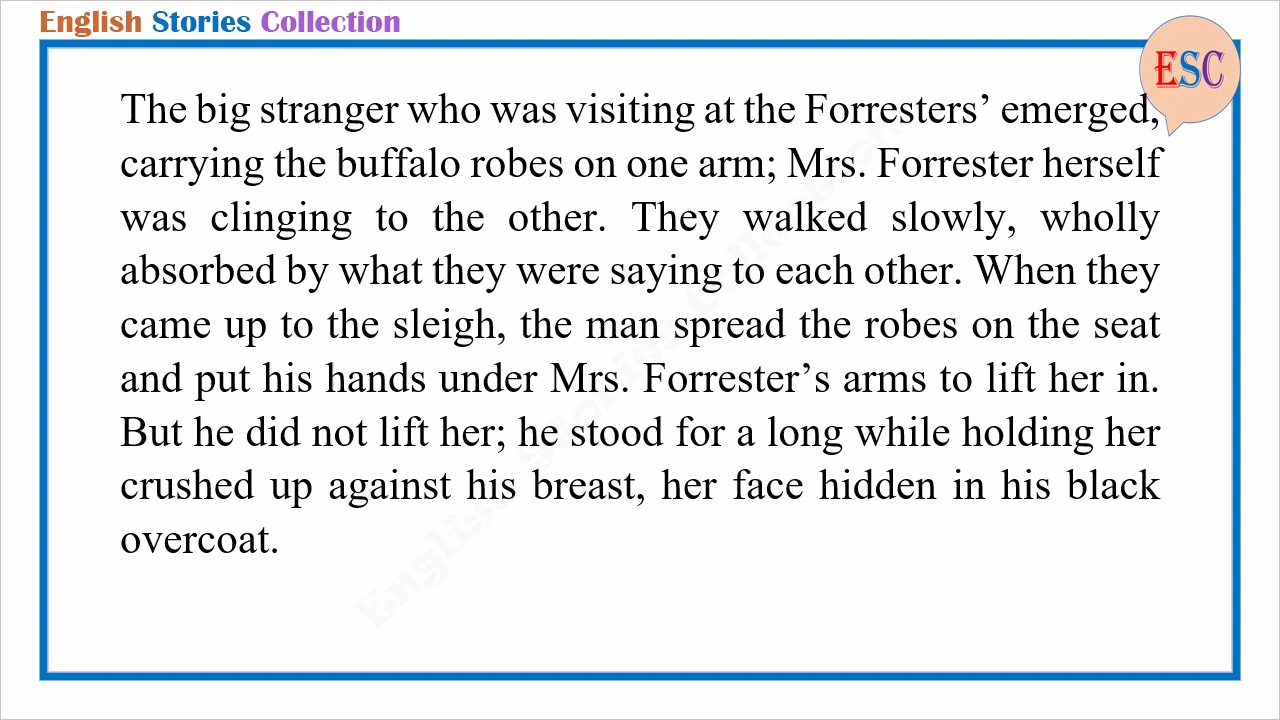 English Stories Collection
ESC
The big stranger who was visiting at the Forresters’ emerged,
carrying the buffalo robes on one arm; Mrs. Forrester herself
was clinging to the other. They walked slowly, wholly
absorbed by what they were saying to each other. When they
came up to the sleigh, the man spread the robes on the seat
and put his hands under Mrs. Forrester’s arms to lift her in.
But he did not lift her; he stood for a long while holding her
crushed up against his breast, her face hidden in his black
overcoat.
English Stories Collection